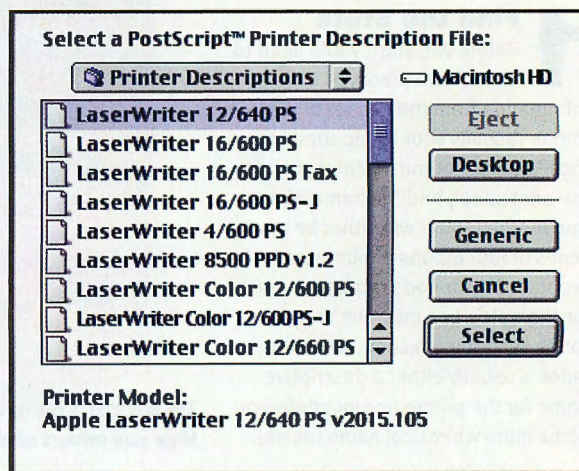 Select a PostScript™ Printer Description File:
Printer Descriptions
Macintosh HD
LaserWriter 12/640 PS
LaserWriter 16/600 PS
LaserWriter 16/600 PS Fax
LaserWriter 16/600 PS-J
LaserWriter 4/600 PS
LaserWriter 8500 PPD v1.2
LaserWriter Color 12/600 PS
LaserWriter Color 12/600 PS-J
LaserWriter Color 12/660 PS
Eject
Desktop
Generic
Cancel
Select
Printer Model:
Apple LaserWriter 12/640 PS v2015.105